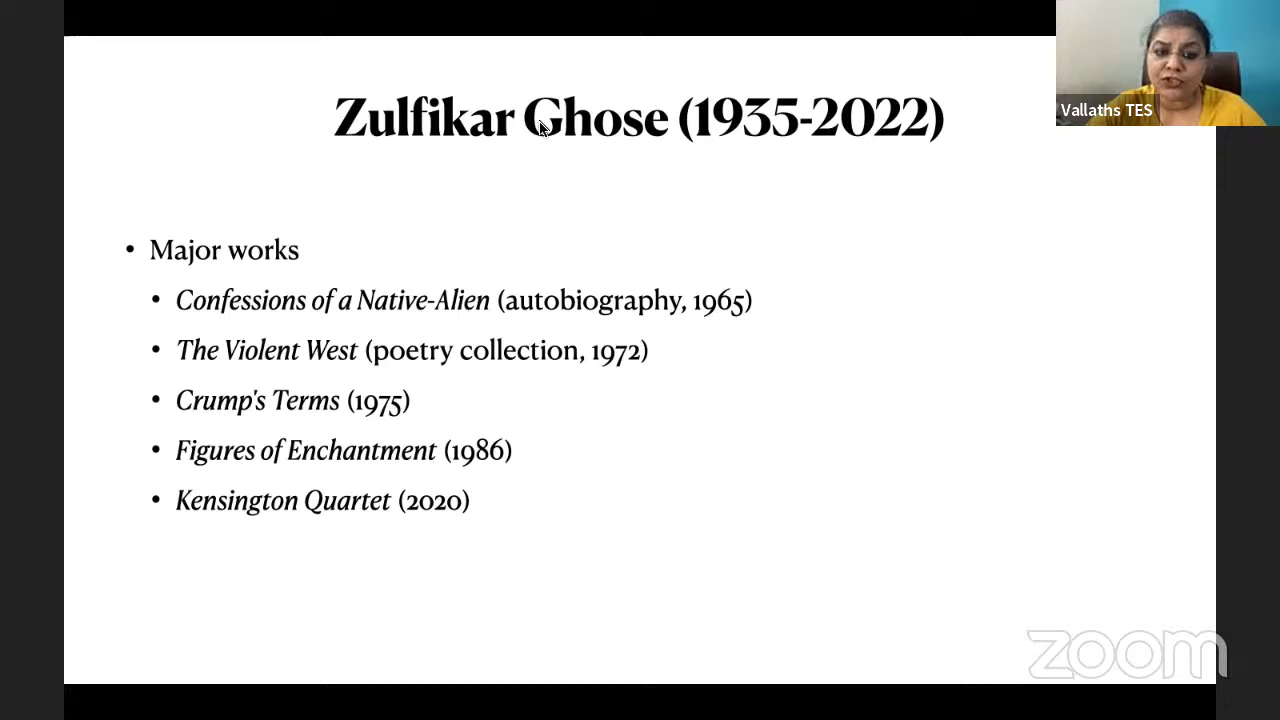 Zulfikar Ghose (1935-2022)
Vallaths TES
• Major works
• Confessions of a Native-Alien (autobiography, 1965)
• The Violent West (poetry collection, 1972)
• Crump's Terms (1975)
• Figures of Enchantment (1986)
• Kensington Quartet (2020)
zoom